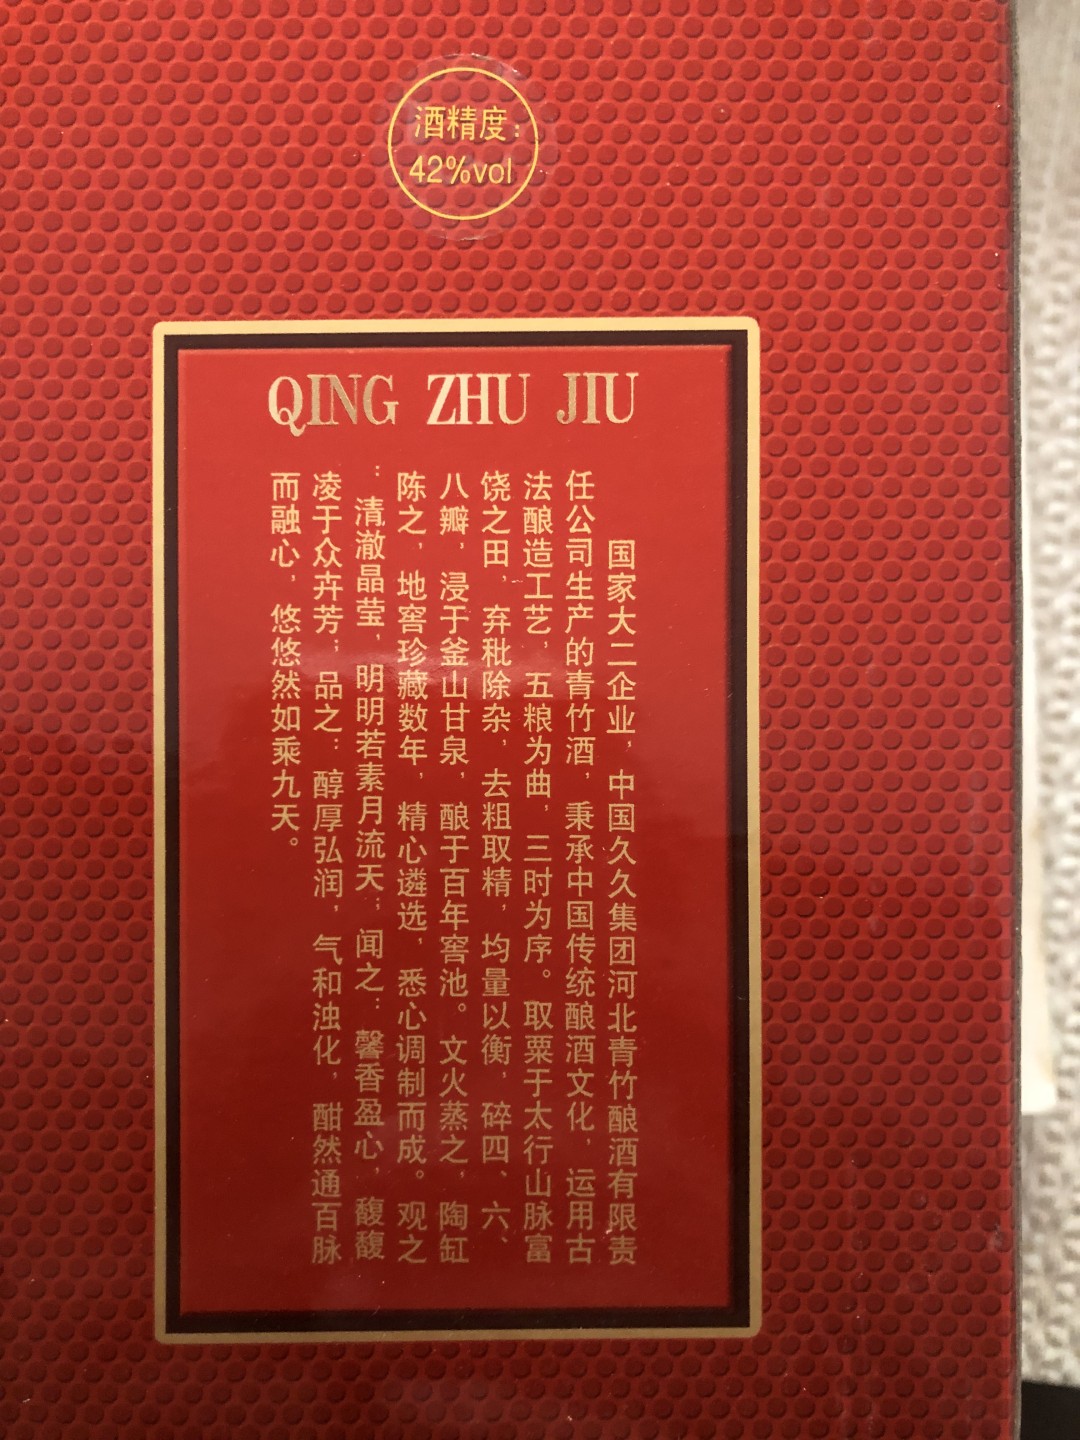 酒精度:
42%vol
QING ZHU JIU
国家大二企业，中国久久集团河北青竹酿酒有限责
任公司生产的青竹酒，秉承中国传统酿酒文化，运用古
法酿造工艺，五粮为曲，三时为序。取粟于太行山脉富
饶之田，弃秕除杂，去粗取精，均量以衡，碎四、六、
八瓣，浸于釜山甘泉，酿于百年窖池。文火蒸之，陶缸
陈之，地窖珍藏数年，精心遴选，悉心调制而成。观之
：清澈晶莹，明明若素月流天；闻之：馨香盈心，馥馥
凌于众卉芳；品之：醇厚弘润，气和浊化，酣然通百脉
而融心，悠悠然如乘九天。